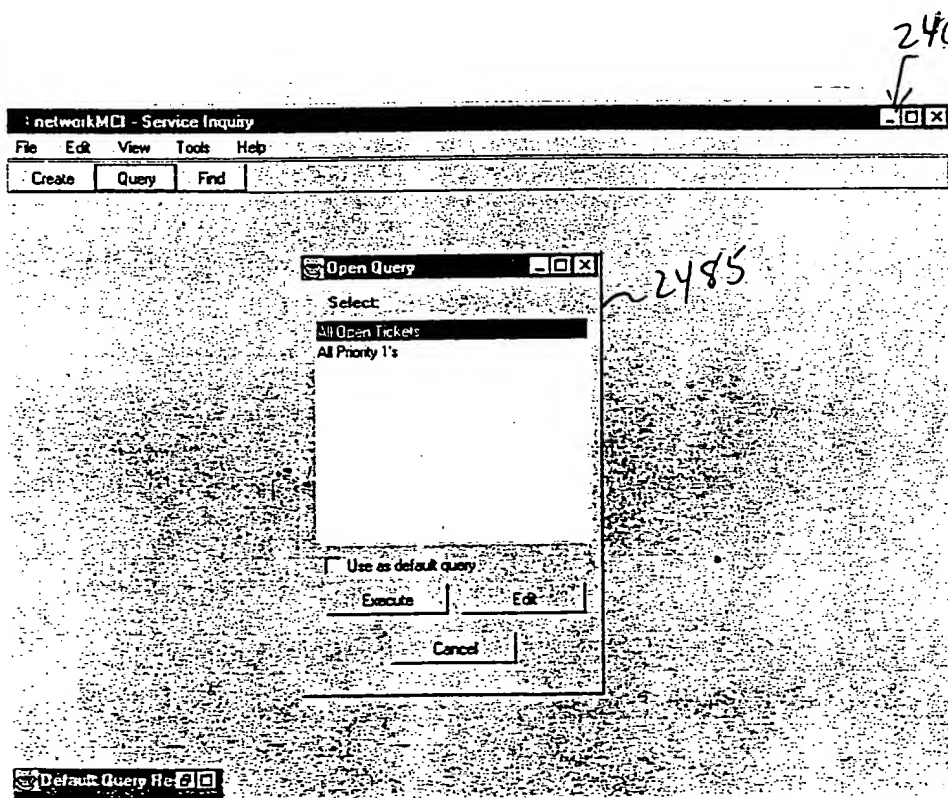 networkMCI - Service Inquiry
File Edit View Tools Help
Create Query Find
Open Query
2485
Select:
All Open Tickets
All Priority 1's
Use as default query
Execute Edit
Cancel
Default Query Re